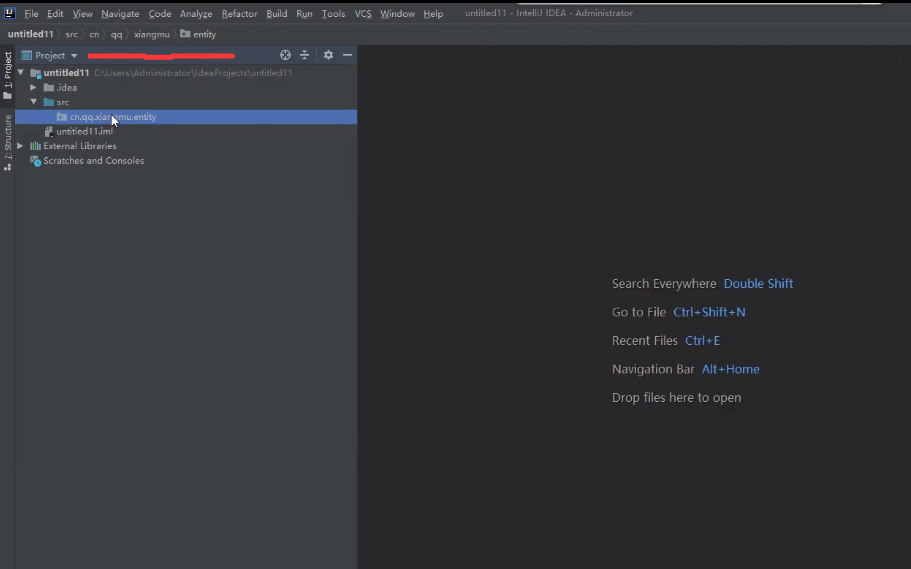 File Edit View Navigate Code Analyze Refactor Build Run Tools VCS Window Help untitled11 - IntelliJ IDEA - Administrator
untitled11 src cn qq xiangmu entity
1: Project
Project
untitled11 C:\Users\Administrator\IdeaProjects\untitled11
.idea
src
cn.qq.xiangmu.entity
untitled11.iml
External Libraries
Scratches and Consoles
Z: Structure
Search Everywhere Double Shift
Go to File Ctrl+Shift+N
Recent Files Ctrl+E
Navigation Bar Alt+Home
Drop files here to open